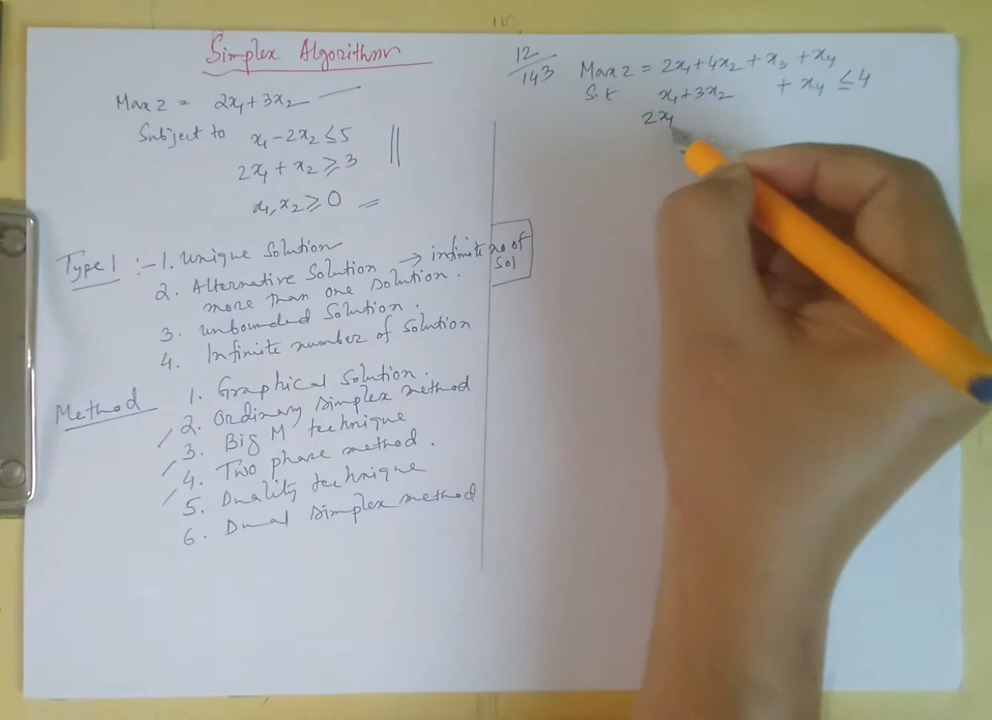 Simplex Algorithm
Max z = 2x₁ + 3x₂
Subject to x₁ - 2x₂ ≤ 5
2x₁ + x₂ ≥ 3
x₁, x₂ ≥ 0
Type 1 :- 1. Unique Solution
2. Alternative Solution → infinite no of sol
more than one solution.
3. unbounded solution.
4. Infinite number of solution
Method 1. Graphical solution.
2. Ordinary simplex method
3. Big M technique
4. Two phase method.
5. Duality technique
6. Dual simplex method
12/143
Max z = 2x₁ + 4x₂ + x₃ + x₄
S.t x₁ + 3x₂ + x₄ ≤ 4
2x₁